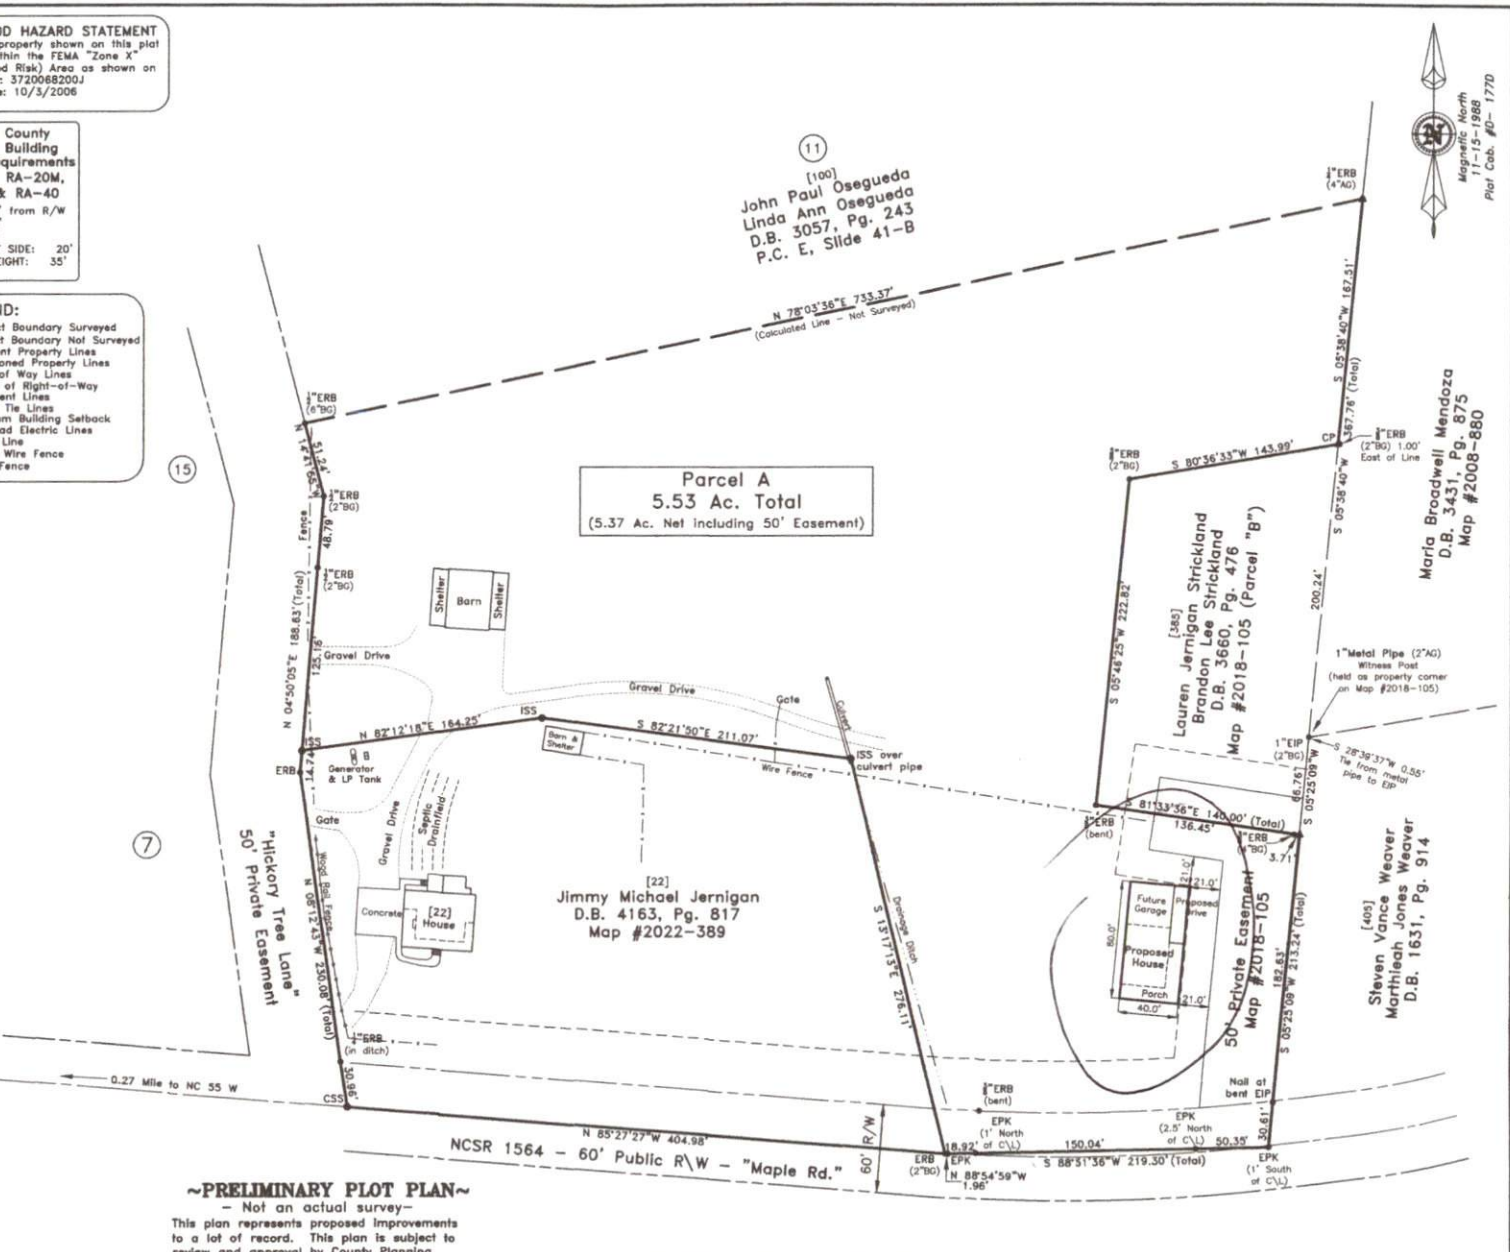 D HAZARD STATEMENT
property shown on this plat
thin the FEMA "Zone X"
d Risk) Area as shown on
: 3720068200J
e: 10/3/2006
County
Building
quirements
RA-20M,
& RA-40
' from R/W
SIDE: 20'
IGHT: 35'
D:
t Boundary Surveyed
t Boundary Not Surveyed
nt Property Lines
oned Property Lines
of Way Lines
of Right-of-Way
ent Lines
Tie Lines
m Building Setback
ad Electric Lines
Line
Wire Fence
Fence
Magnetic North
11-15-1988
Plat Cab. #D- 177D
N
11
[100]
John Paul Osegueda
Linda Ann Osegueda
D.B. 3057, Pg. 243
P.C. E, Slide 41-B
N 78°03'36"E 733.37'
(Calculated Line - Not Surveyed)
"ERB
(4"AG)
S 05°38'40"W 167.51'
367.76' (Total)
CP
"ERB
(2"BG) 1.00'
East of Line
"ERB
(6"BG)
N 14°41'55"W
51.24'
"ERB
(2"BG)
48.79'
"ERB
(2"BG)
Fence
15
Parcel A
5.53 Ac. Total
(5.37 Ac. Net including 50' Easement)
"ERB
(2"BG)
S 80°36'33"W 143.99'
S 05°38'40"W
200.24'
Maria Broadwell Mendoza
D.B. 3431, Pg. 875
Map #2008-880
[385]
Lauren Jernigan Strickland
Brandon Lee Strickland
D.B. 3660, Pg. 476
Map #2018-105 (Parcel "B")
S 05°46'25"W 222.82'
N 04°50'05"E 188.63'(Total)
125.16'
Shelter
Barn
Shelter
Gravel Drive
Gravel Drive
Gate
Culvert
1"Metal Pipe (2"AG)
Witness Post
(held as property corner
on Map #2018-105)
1"EIP
(2"BG)
S 28°39'37"W 0.55'
Tie from metal
pipe to EIP
66.76'
S 05°25'09"W
ISS
N 82°12'18"E 164.25'
ISS
S 82°21'50"E 211.07'
ISS over
culvert pipe
Barn &
Shelter
Wire Fence
ERB
14.74'
Generator
& LP Tank
Gate
Gravel Drive
Septic
Drainfield
7
"Hickory Tree Lane"
50' Private Easement
Wood Rail Fence
N 08°12'43"W 230.08'(Total)
Concrete
[22]
House
[22]
Jimmy Michael Jernigan
D.B. 4163, Pg. 817
Map #2022-389
Drainage Ditch
S 13°17'13"E 276.11'
S 81°33'36"E 140.00' (Total)
136.45'
"ERB
(bent)
"ERB
(4"BG)
3.71'
21.0'
21.0'
Future
Garage
Proposed
Drive
60.0'
Proposed
House
Porch
40.0'
21.0'
50' Private Easement
Map #2018-105
182.63'
S 05°25'09"W 213.24'(Total)
[405]
Steven Vance Weaver
Marthleah Jones Weaver
D.B. 1631, Pg. 914
"ERB
(in ditch)
30.96'
0.27 Mile to NC 55 W
CSS
N 85°27'27"W 404.98'
NCSR 1564 - 60' Public R\W - "Maple Rd."
60' R/W
"ERB
(bent)
EPK
(1' North
of C\L)
EPK
(2.5' North
of C\L)
Nail at
bent EIP
30.61'
18.92'
150.04'
50.35'
ERB
(2"BG)
EPK
N 88°54'59"W
1.96'
S 88°51'36"W 219.30'(Total)
EPK
(1' South
of C\L)
~PRELIMINARY PLOT PLAN~
- Not an actual survey-
This plan represents proposed improvements
to a lot of record. This plan is subject to
review and approval by County Planning